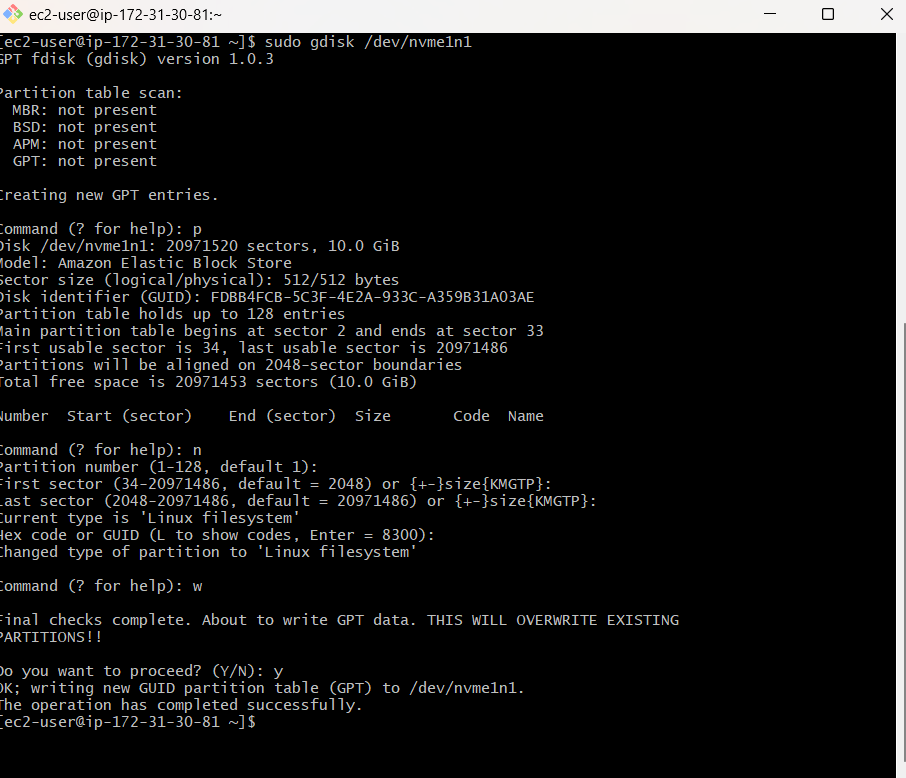 ec2-user@ip-172-31-30-81:~
[ec2-user@ip-172-31-30-81 ~]$ sudo gdisk /dev/nvme1n1
GPT fdisk (gdisk) version 1.0.3
Partition table scan:
  MBR: not present
  BSD: not present
  APM: not present
  GPT: not present
Creating new GPT entries.
Command (? for help): p
Disk /dev/nvme1n1: 20971520 sectors, 10.0 GiB
Model: Amazon Elastic Block Store
Sector size (logical/physical): 512/512 bytes
Disk identifier (GUID): FDBB4FCB-5C3F-4E2A-933C-A359B31A03AE
Partition table holds up to 128 entries
Main partition table begins at sector 2 and ends at sector 33
First usable sector is 34, last usable sector is 20971486
Partitions will be aligned on 2048-sector boundaries
Total free space is 20971453 sectors (10.0 GiB)
Number  Start (sector)    End (sector)  Size       Code  Name
Command (? for help): n
Partition number (1-128, default 1):
First sector (34-20971486, default = 2048) or {+-}size{KMGTP}:
Last sector (2048-20971486, default = 20971486) or {+-}size{KMGTP}:
Current type is 'Linux filesystem'
Hex code or GUID (L to show codes, Enter = 8300):
Changed type of partition to 'Linux filesystem'
Command (? for help): w
Final checks complete. About to write GPT data. THIS WILL OVERWRITE EXISTING
PARTITIONS!!
Do you want to proceed? (Y/N): y
OK; writing new GUID partition table (GPT) to /dev/nvme1n1.
The operation has completed successfully.
[ec2-user@ip-172-31-30-81 ~]$